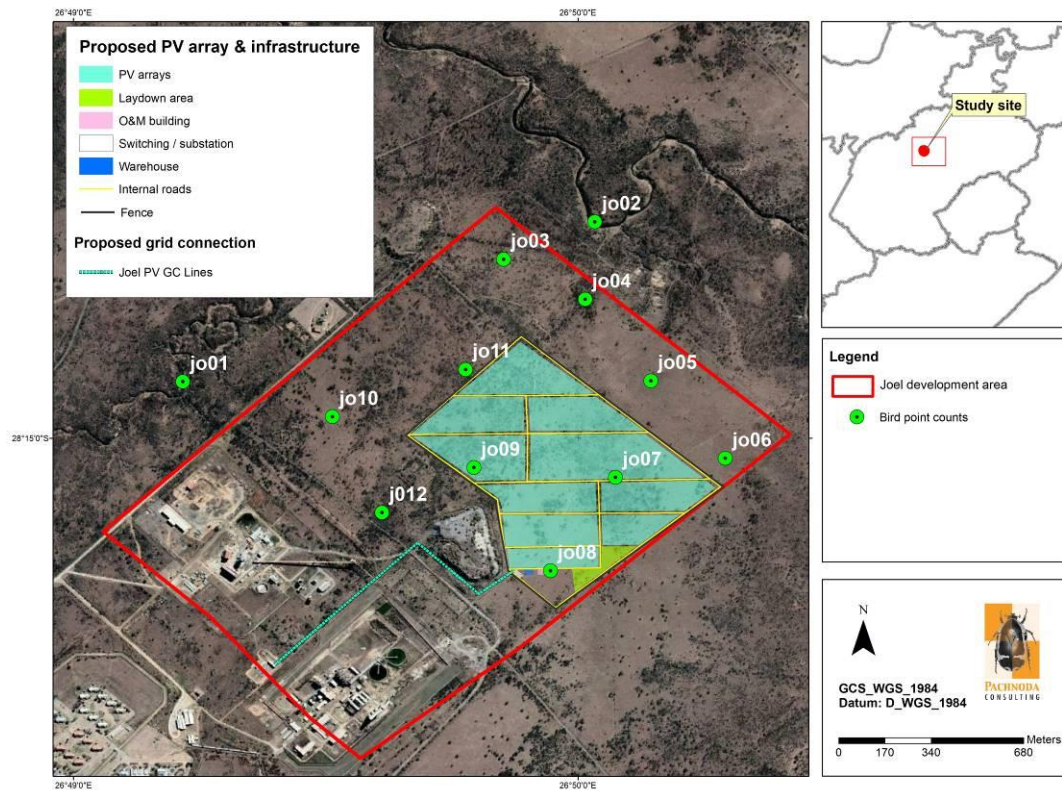 26°49'0"E
26°50'0"E
Proposed PV array & infrastructure
PV arrays
Laydown area
O&M building
Switching / substation
Warehouse
Internal roads
Fence
Proposed grid connection
Joel PV GC Lines
Study site
jo02
jo03
jo04
jo11
jo05
jo01
jo10
28°15'0"S
28°15'0"S
jo06
jo09
jo07
j012
jo08
Legend
Joel development area
Bird point counts
N
PACHNODA
CONSULTING
GCS_WGS_1984
Datum: D_WGS_1984
Meters
0 170 340 680
26°49'0"E
26°50'0"E